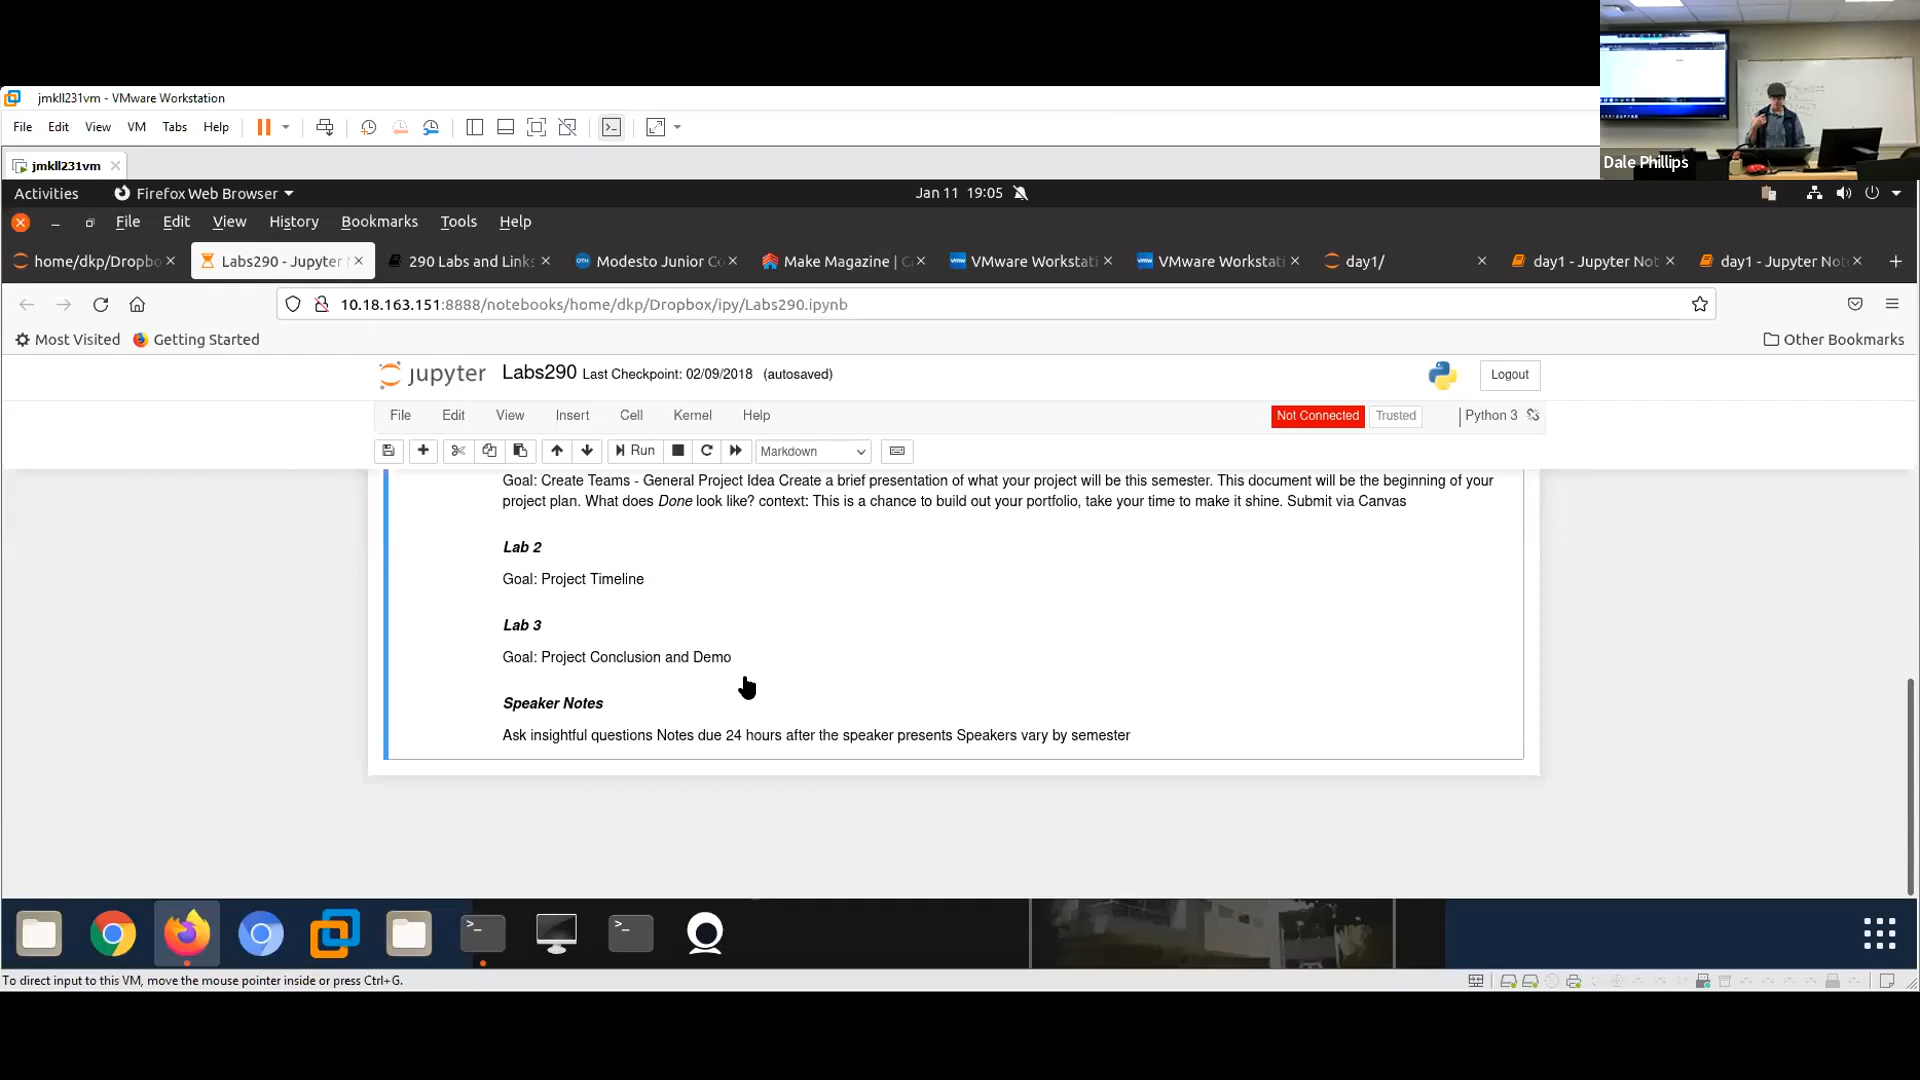 Dale Phillips
jmkll231vm - VMware Workstation
File Edit View VM Tabs Help
jmkll231vm
Activities Firefox Web Browser Jan 11 19:05
File Edit View History Bookmarks Tools Help
home/dkp/Dropbo Labs290 - Jupyter 290 Labs and Links Modesto Junior Co Make Magazine | VMware Workstati VMware Workstati day1/ day1 - Jupyter Not day1 - Jupyter Not
10.18.163.151:8888/notebooks/home/dkp/Dropbox/ipy/Labs290.ipynb
Most Visited Getting Started Other Bookmarks
jupyter Labs290 Last Checkpoint: 02/09/2018 (autosaved) Logout
File Edit View Insert Cell Kernel Help Not Connected Trusted Python 3
Run Markdown
Goal: Create Teams - General Project Idea Create a brief presentation of what your project will be this semester. This document will be the beginning of your
project plan. What does Done look like? context: This is a chance to build out your portfolio, take your time to make it shine. Submit via Canvas
Lab 2
Goal: Project Timeline
Lab 3
Goal: Project Conclusion and Demo
Speaker Notes
Ask insightful questions Notes due 24 hours after the speaker presents Speakers vary by semester
To direct input to this VM, move the mouse pointer inside or press Ctrl+G.